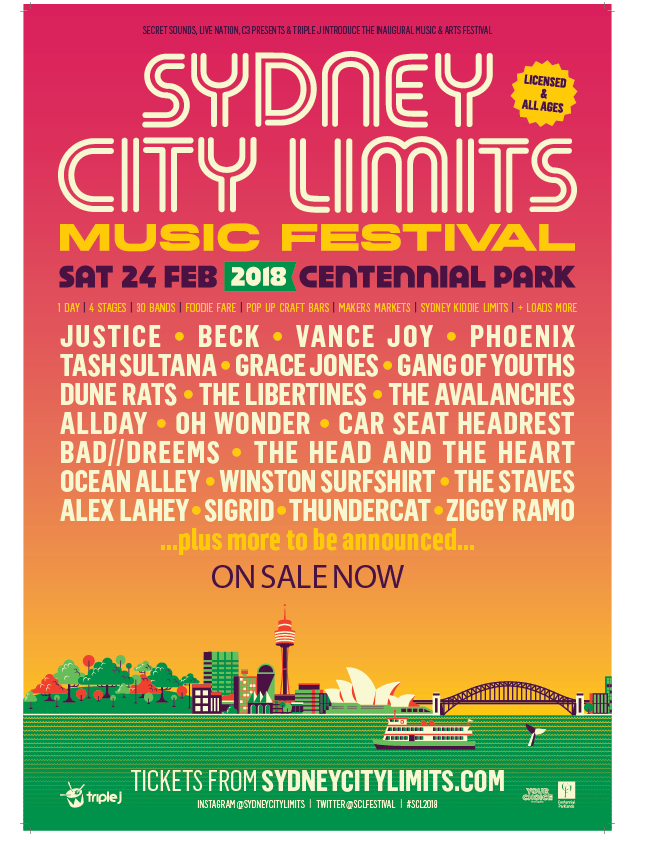 SECRET SOUNDS, LIVE NATION, C3 PRESENTS & TRIPLE J INTRODUCE THE INAUGURAL MUSIC & ARTS FESTIVAL
SYDNEY
CITY LIMITS
LICENSED
&
ALL AGES
MUSIC FESTIVAL
SAT 24 FEB 2018 CENTENNIAL PARK
1 DAY | 4 STAGES | 30 BANDS | FOODIE FARE | POP UP CRAFT BARS | MAKERS MARKETS | SYDNEY KIDDIE LIMITS | + LOADS MORE
JUSTICE • BECK • VANCE JOY • PHOENIX
TASH SULTANA • GRACE JONES • GANG OF YOUTHS
DUNE RATS • THE LIBERTINES • THE AVALANCHES
ALLDAY • OH WONDER • CAR SEAT HEADREST
BAD//DREEMS • THE HEAD AND THE HEART
OCEAN ALLEY • WINSTON SURFSHIRT • THE STAVES
ALEX LAHEY • SIGRID • THUNDERCAT • ZIGGY RAMO
...plus more to be announced...
ON SALE NOW
TICKETS FROM SYDNEYCITYLIMITS.COM
triple J
INSTAGRAM @SYDNEYCITYLIMITS | TWITTER @SCLFESTIVAL | #SCL2018
YOUR
CHOICE
Centennial
Parklands